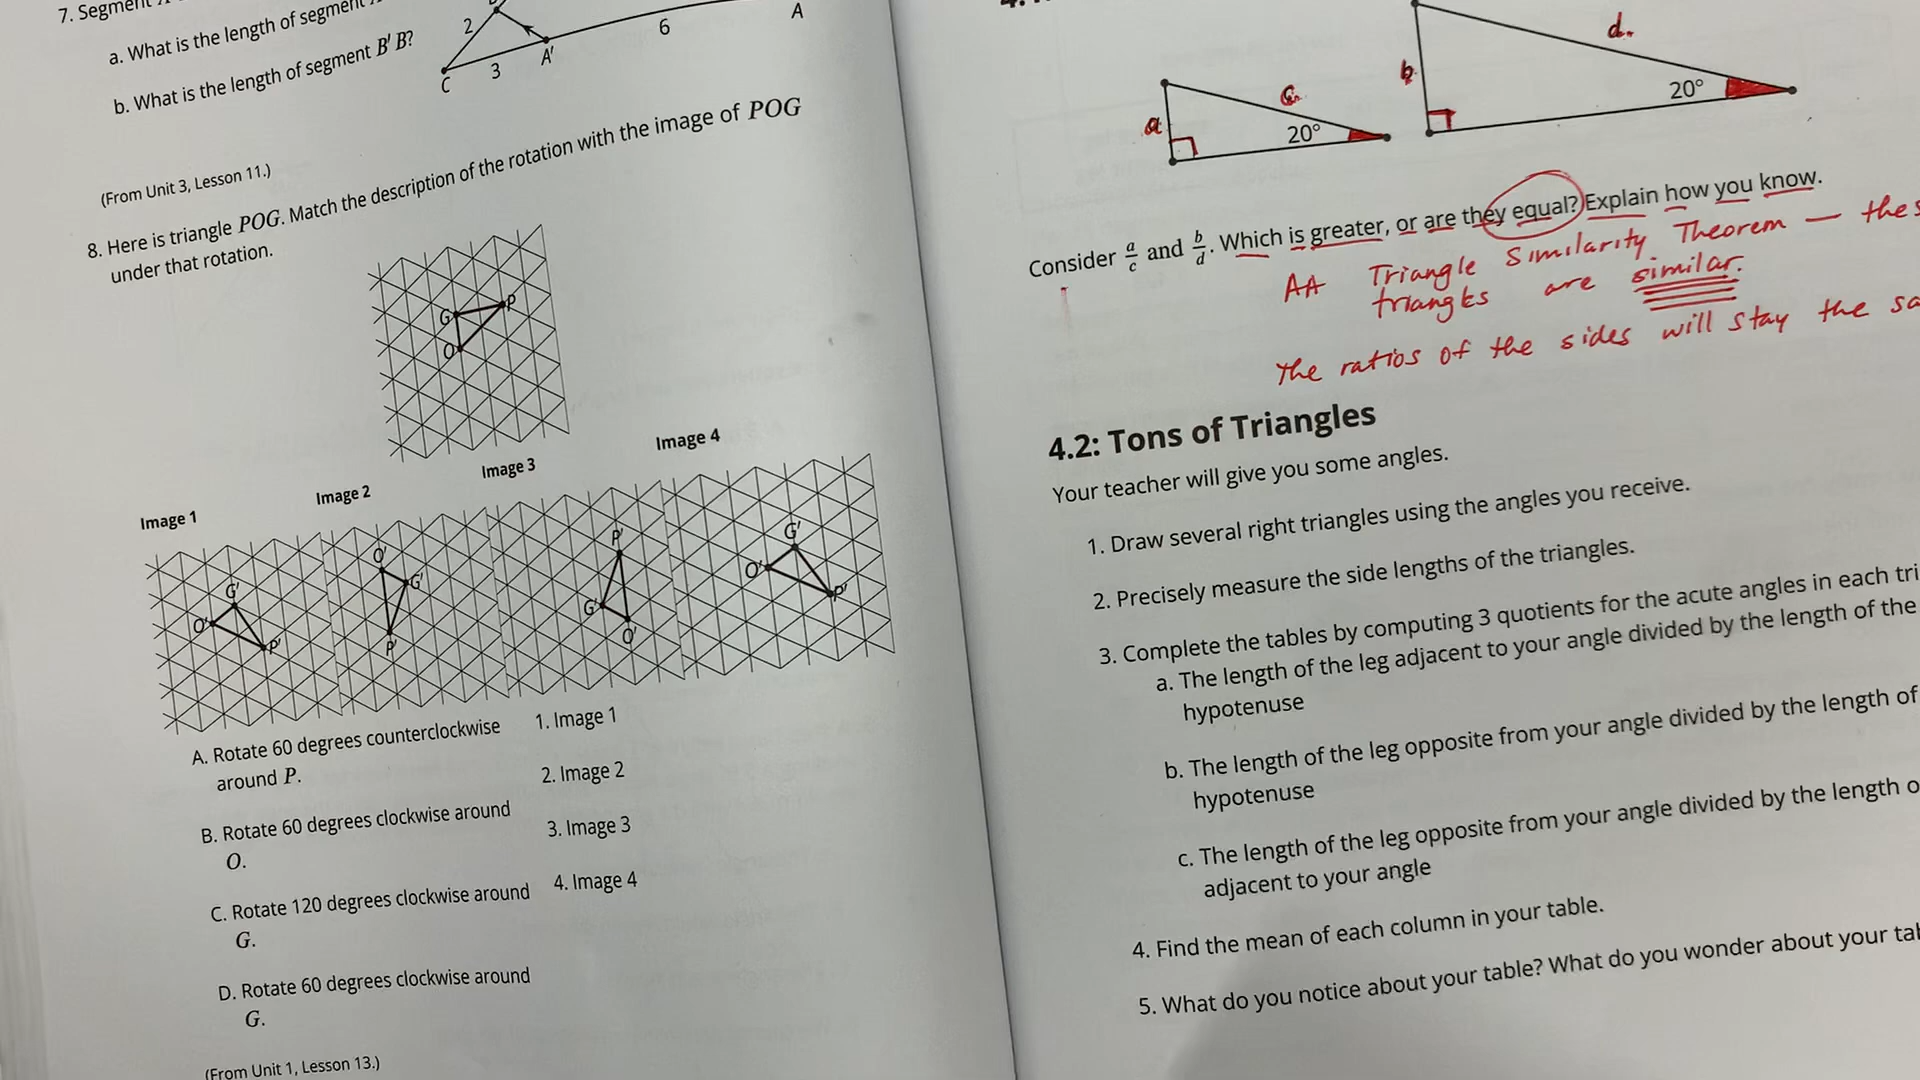 7. Segment
a. What is the length of segment
b. What is the length of segment B′ B?
2
C
3
A′
6
A
(From Unit 3, Lesson 11.)
8. Here is triangle POG. Match the description of the rotation with the image of POG
under that rotation.
G
P
O
Image 1
Image 2
Image 3
Image 4
O′
G′
P′
O′
G′
P′
P′
G′
O′
G′
O′
P′
A. Rotate 60 degrees counterclockwise
around P.
B. Rotate 60 degrees clockwise around
O.
C. Rotate 120 degrees clockwise around
G.
D. Rotate 60 degrees clockwise around
G.
1. Image 1
2. Image 2
3. Image 3
4. Image 4
(From Unit 1, Lesson 13.)
a
c
20°
b
d
20°
Consider a/c and b/d. Which is greater, or are they equal? Explain how you know.
AA Triangle Similarity Theorem —
triangles are similar.
The ratios of the sides will stay the
4.2: Tons of Triangles
Your teacher will give you some angles.
1. Draw several right triangles using the angles you receive.
2. Precisely measure the side lengths of the triangles.
3. Complete the tables by computing 3 quotients for the acute angles in each
a. The length of the leg adjacent to your angle divided by the length of the
hypotenuse
b. The length of the leg opposite from your angle divided by the length of
hypotenuse
c. The length of the leg opposite from your angle divided by the length
adjacent to your angle
4. Find the mean of each column in your table.
5. What do you notice about your table? What do you wonder about your